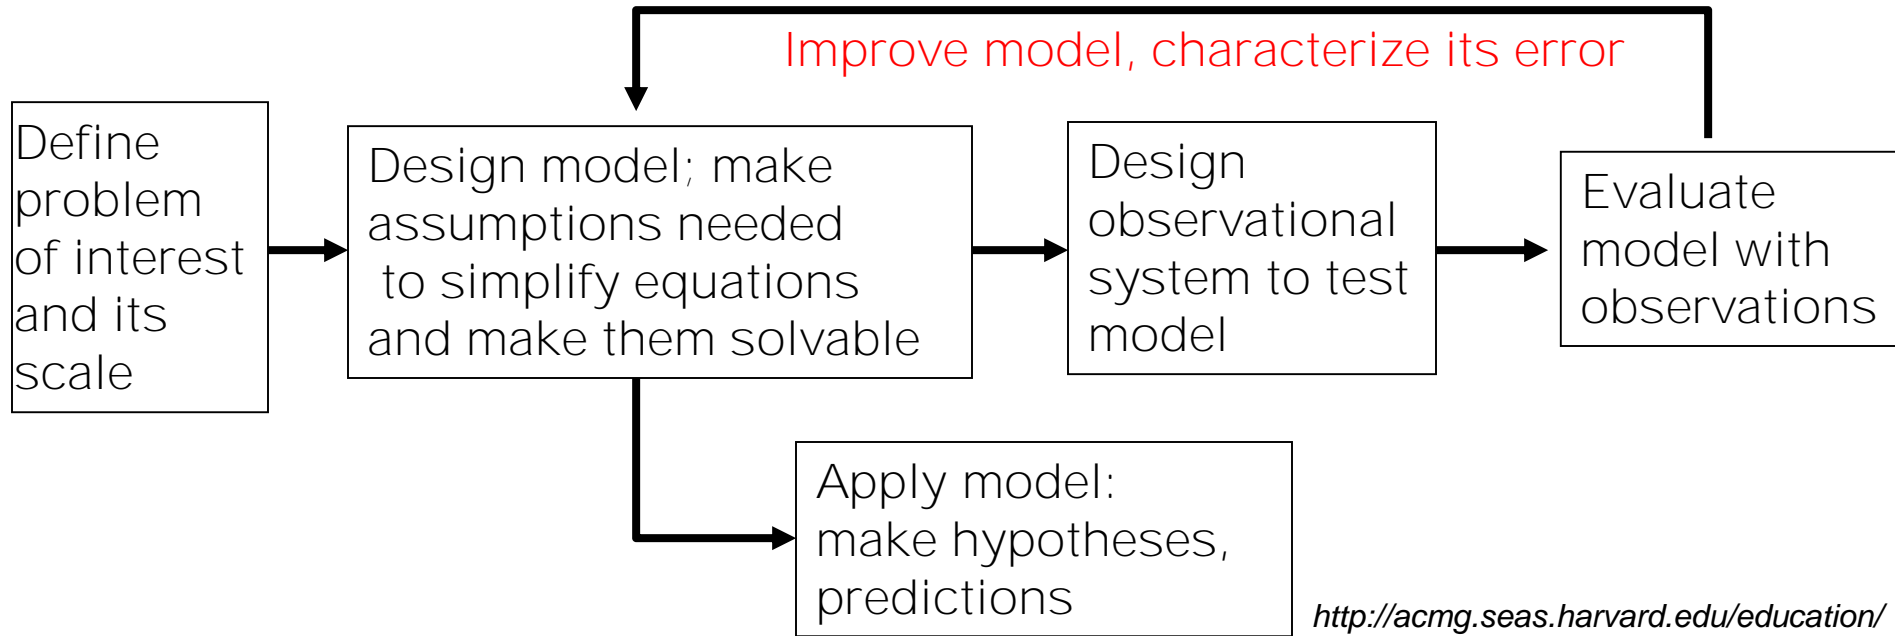 Improve model, characterize its error
Define
problem
of interest
and its
scale
Design model; make
assumptions needed
to simplify equations
and make them solvable
Design
observational
system to test
model
Evaluate
model with
observations
Apply model:
make hypotheses,
predictions
http://acmg.seas.harvard.edu/education/